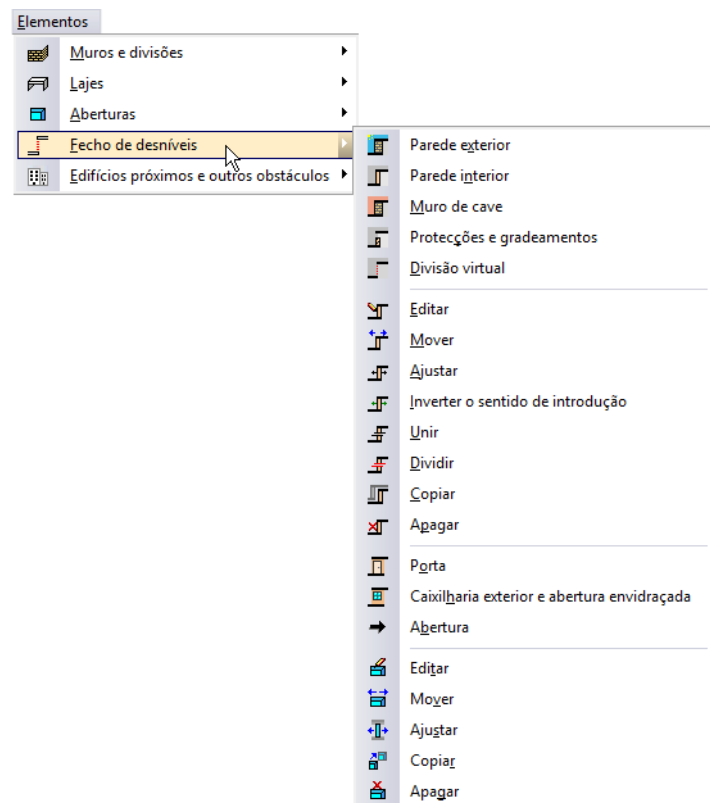 Elementos
Muros e divisões
Lajes
Aberturas
Fecho de desníveis
Edifícios próximos e outros obstáculos
Parede exterior
Parede interior
Muro de cave
Protecções e gradeamentos
Divisão virtual
Editar
Mover
Ajustar
Inverter o sentido de introdução
Unir
Dividir
Copiar
Apagar
Porta
Caixilharia exterior e abertura envidraçada
Abertura
Editar
Mover
Ajustar
Copiar
Apagar